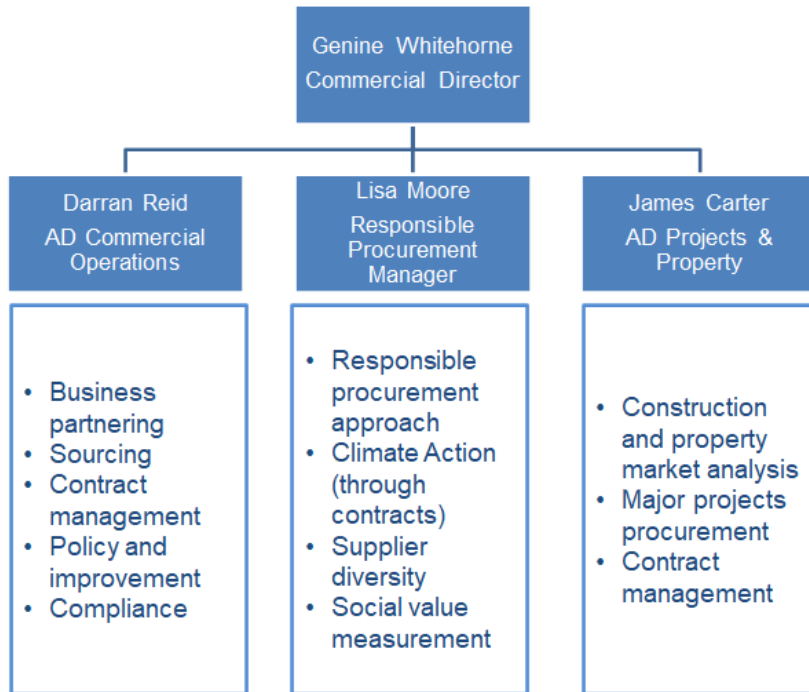 Genine Whitehorne
Commercial Director
Darran Reid
AD Commercial
Operations
Lisa Moore
Responsible
Procurement
Manager
James Carter
AD Projects &
Property
• Business
partnering
• Sourcing
• Contract
management
• Policy and
improvement
• Compliance
• Responsible
procurement
approach
• Climate Action
(through
contracts)
• Supplier
diversity
• Social value
measurement
• Construction
and property
market analysis
• Major projects
procurement
• Contract
management